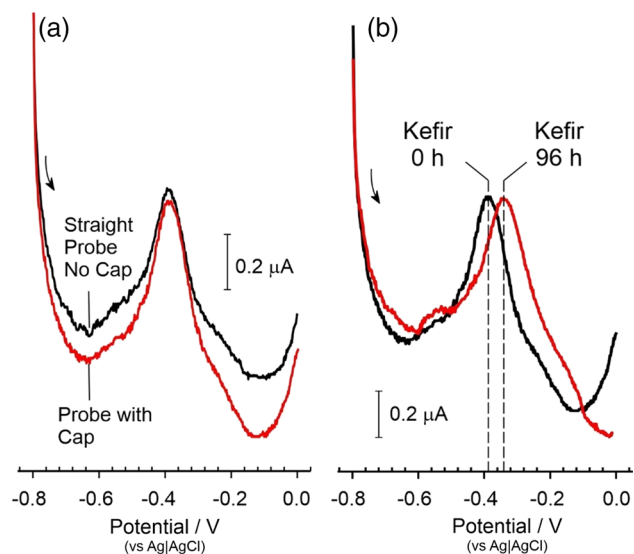 (a)
Straight
Probe
No Cap
0.2 μA
Probe with
Cap
-0.8 -0.6 -0.4 -0.2 0.0
Potential / V
(vs Ag|AgCl)
(b)
Kefir
0 h
Kefir
96 h
0.2 μA
-0.8 -0.6 -0.4 -0.2 0.0
Potential / V
(vs Ag|AgCl)